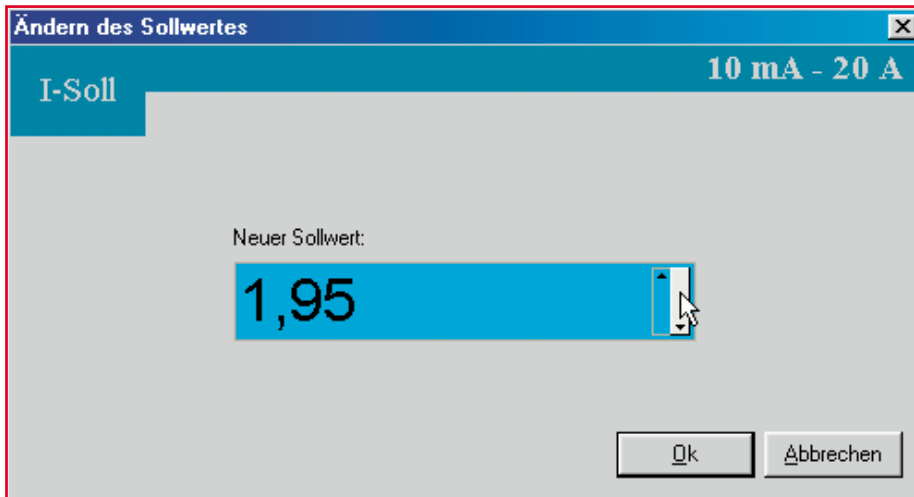 Ändern des Sollwertes
10 mA - 20 A
I-Soll
Neuer Sollwert:
1,95
Ok
Abbrechen